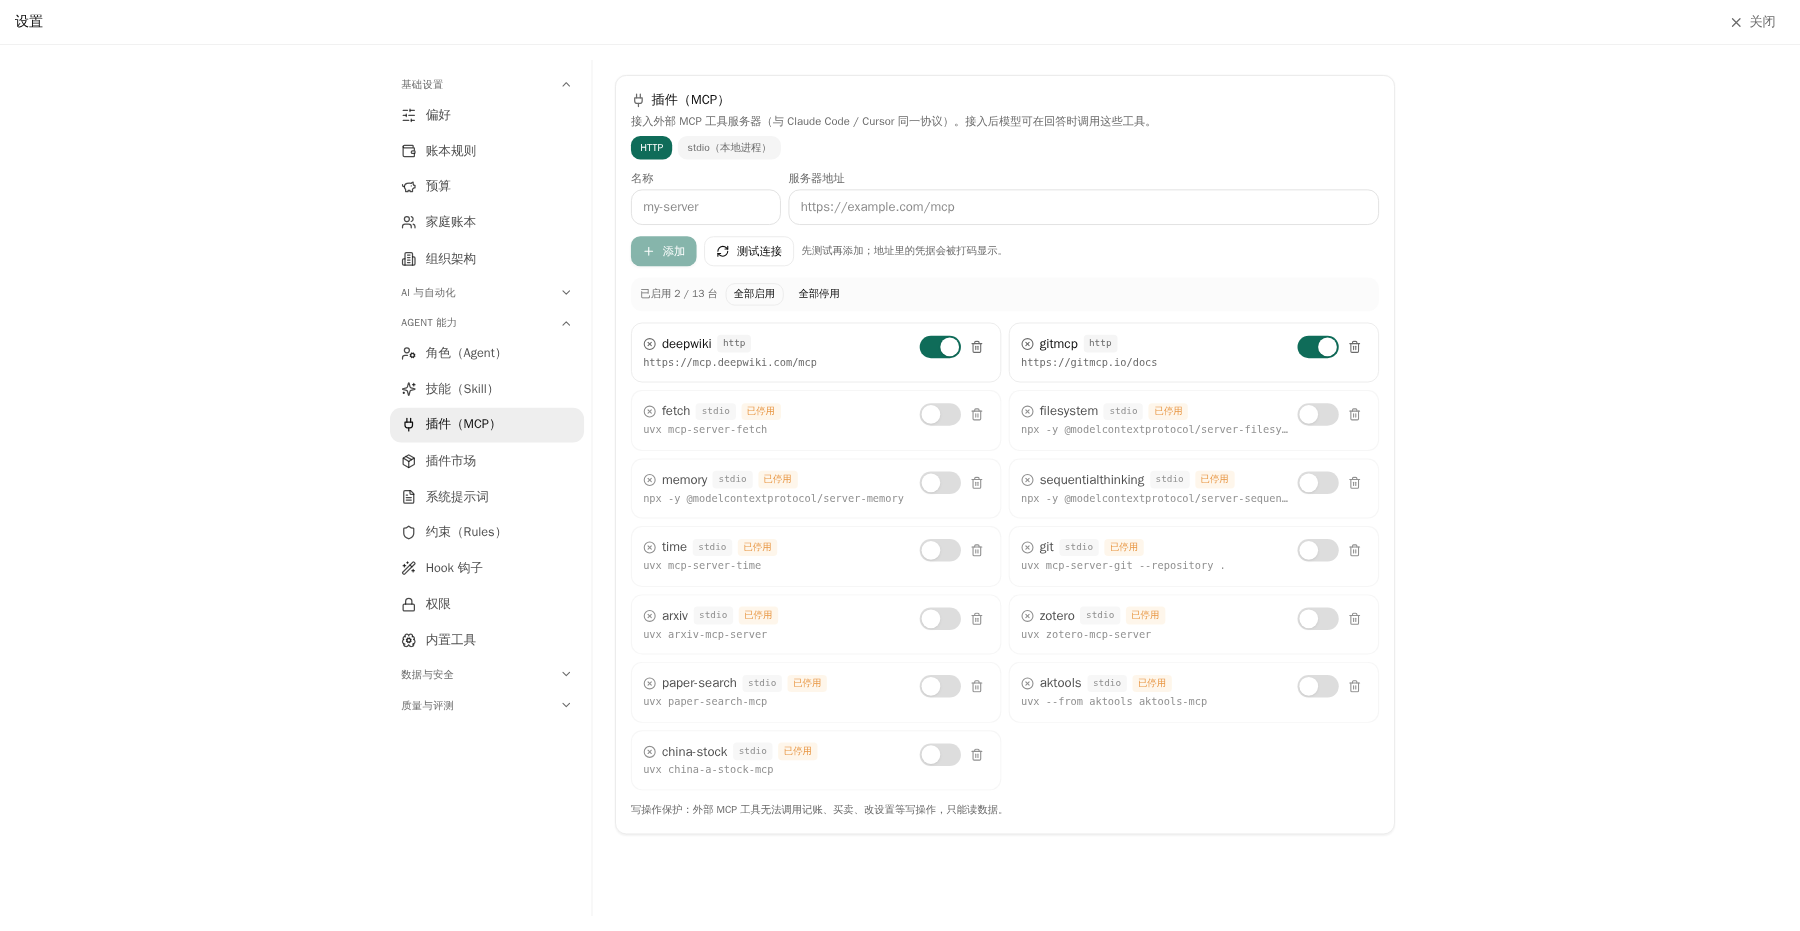 设置
关闭
基础设置
偏好
账本规则
预算
家庭账本
组织架构
AI 与自动化
AGENT 能力
角色（Agent）
技能（Skill）
插件（MCP）
插件市场
系统提示词
约束（Rules）
Hook 钩子
权限
内置工具
数据与安全
质量与评测
插件（MCP）
接入外部 MCP 工具服务器（与 Claude Code / Cursor 同一协议）。接入后模型可在回答时调用这些工具。
HTTP stdio（本地进程）
名称 服务器地址
my-server https://example.com/mcp
添加 测试连接 先测试再添加；地址里的凭据会被打码显示。
已启用 2 / 13 台 全部启用 全部停用
deepwiki http
https://mcp.deepwiki.com/mcp
gitmcp http
https://gitmcp.io/docs
fetch stdio 已停用
uvx mcp-server-fetch
filesystem stdio 已停用
npx -y @modelcontextprotocol/server-filesy…
memory stdio 已停用
npx -y @modelcontextprotocol/server-memory
sequentialthinking stdio 已停用
npx -y @modelcontextprotocol/server-sequen…
time stdio 已停用
uvx mcp-server-time
git stdio 已停用
uvx mcp-server-git --repository .
arxiv stdio 已停用
uvx arxiv-mcp-server
zotero stdio 已停用
uvx zotero-mcp-server
paper-search stdio 已停用
uvx paper-search-mcp
aktools stdio 已停用
uvx --from aktools aktools-mcp
china-stock stdio 已停用
uvx china-a-stock-mcp
写操作保护：外部 MCP 工具无法调用记账、买卖、改设置等写操作，只能读数据。